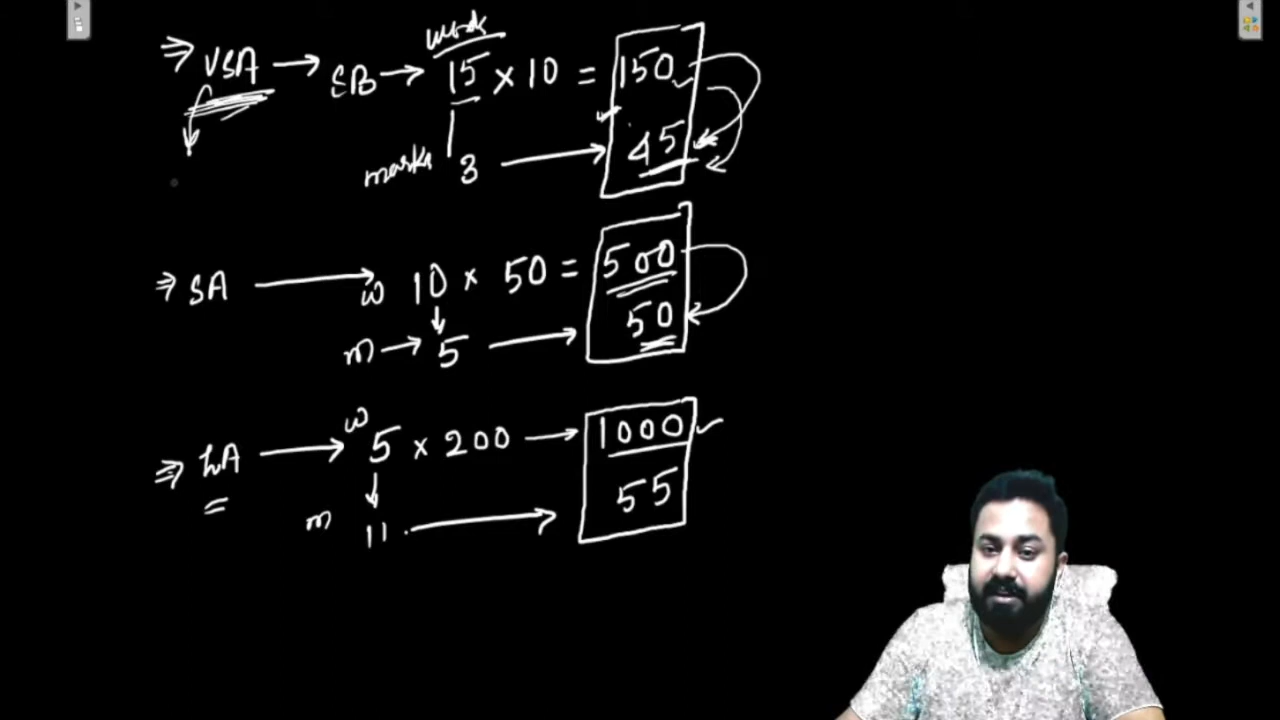 words
⇒ VSA → SB → 15 × 10 = 150
marks 3 → 45
⇒ SA → w 10 × 50 = 500
m → 5 → 50
w
⇒ LA → 5 × 200 → 1000
m 11 → 55